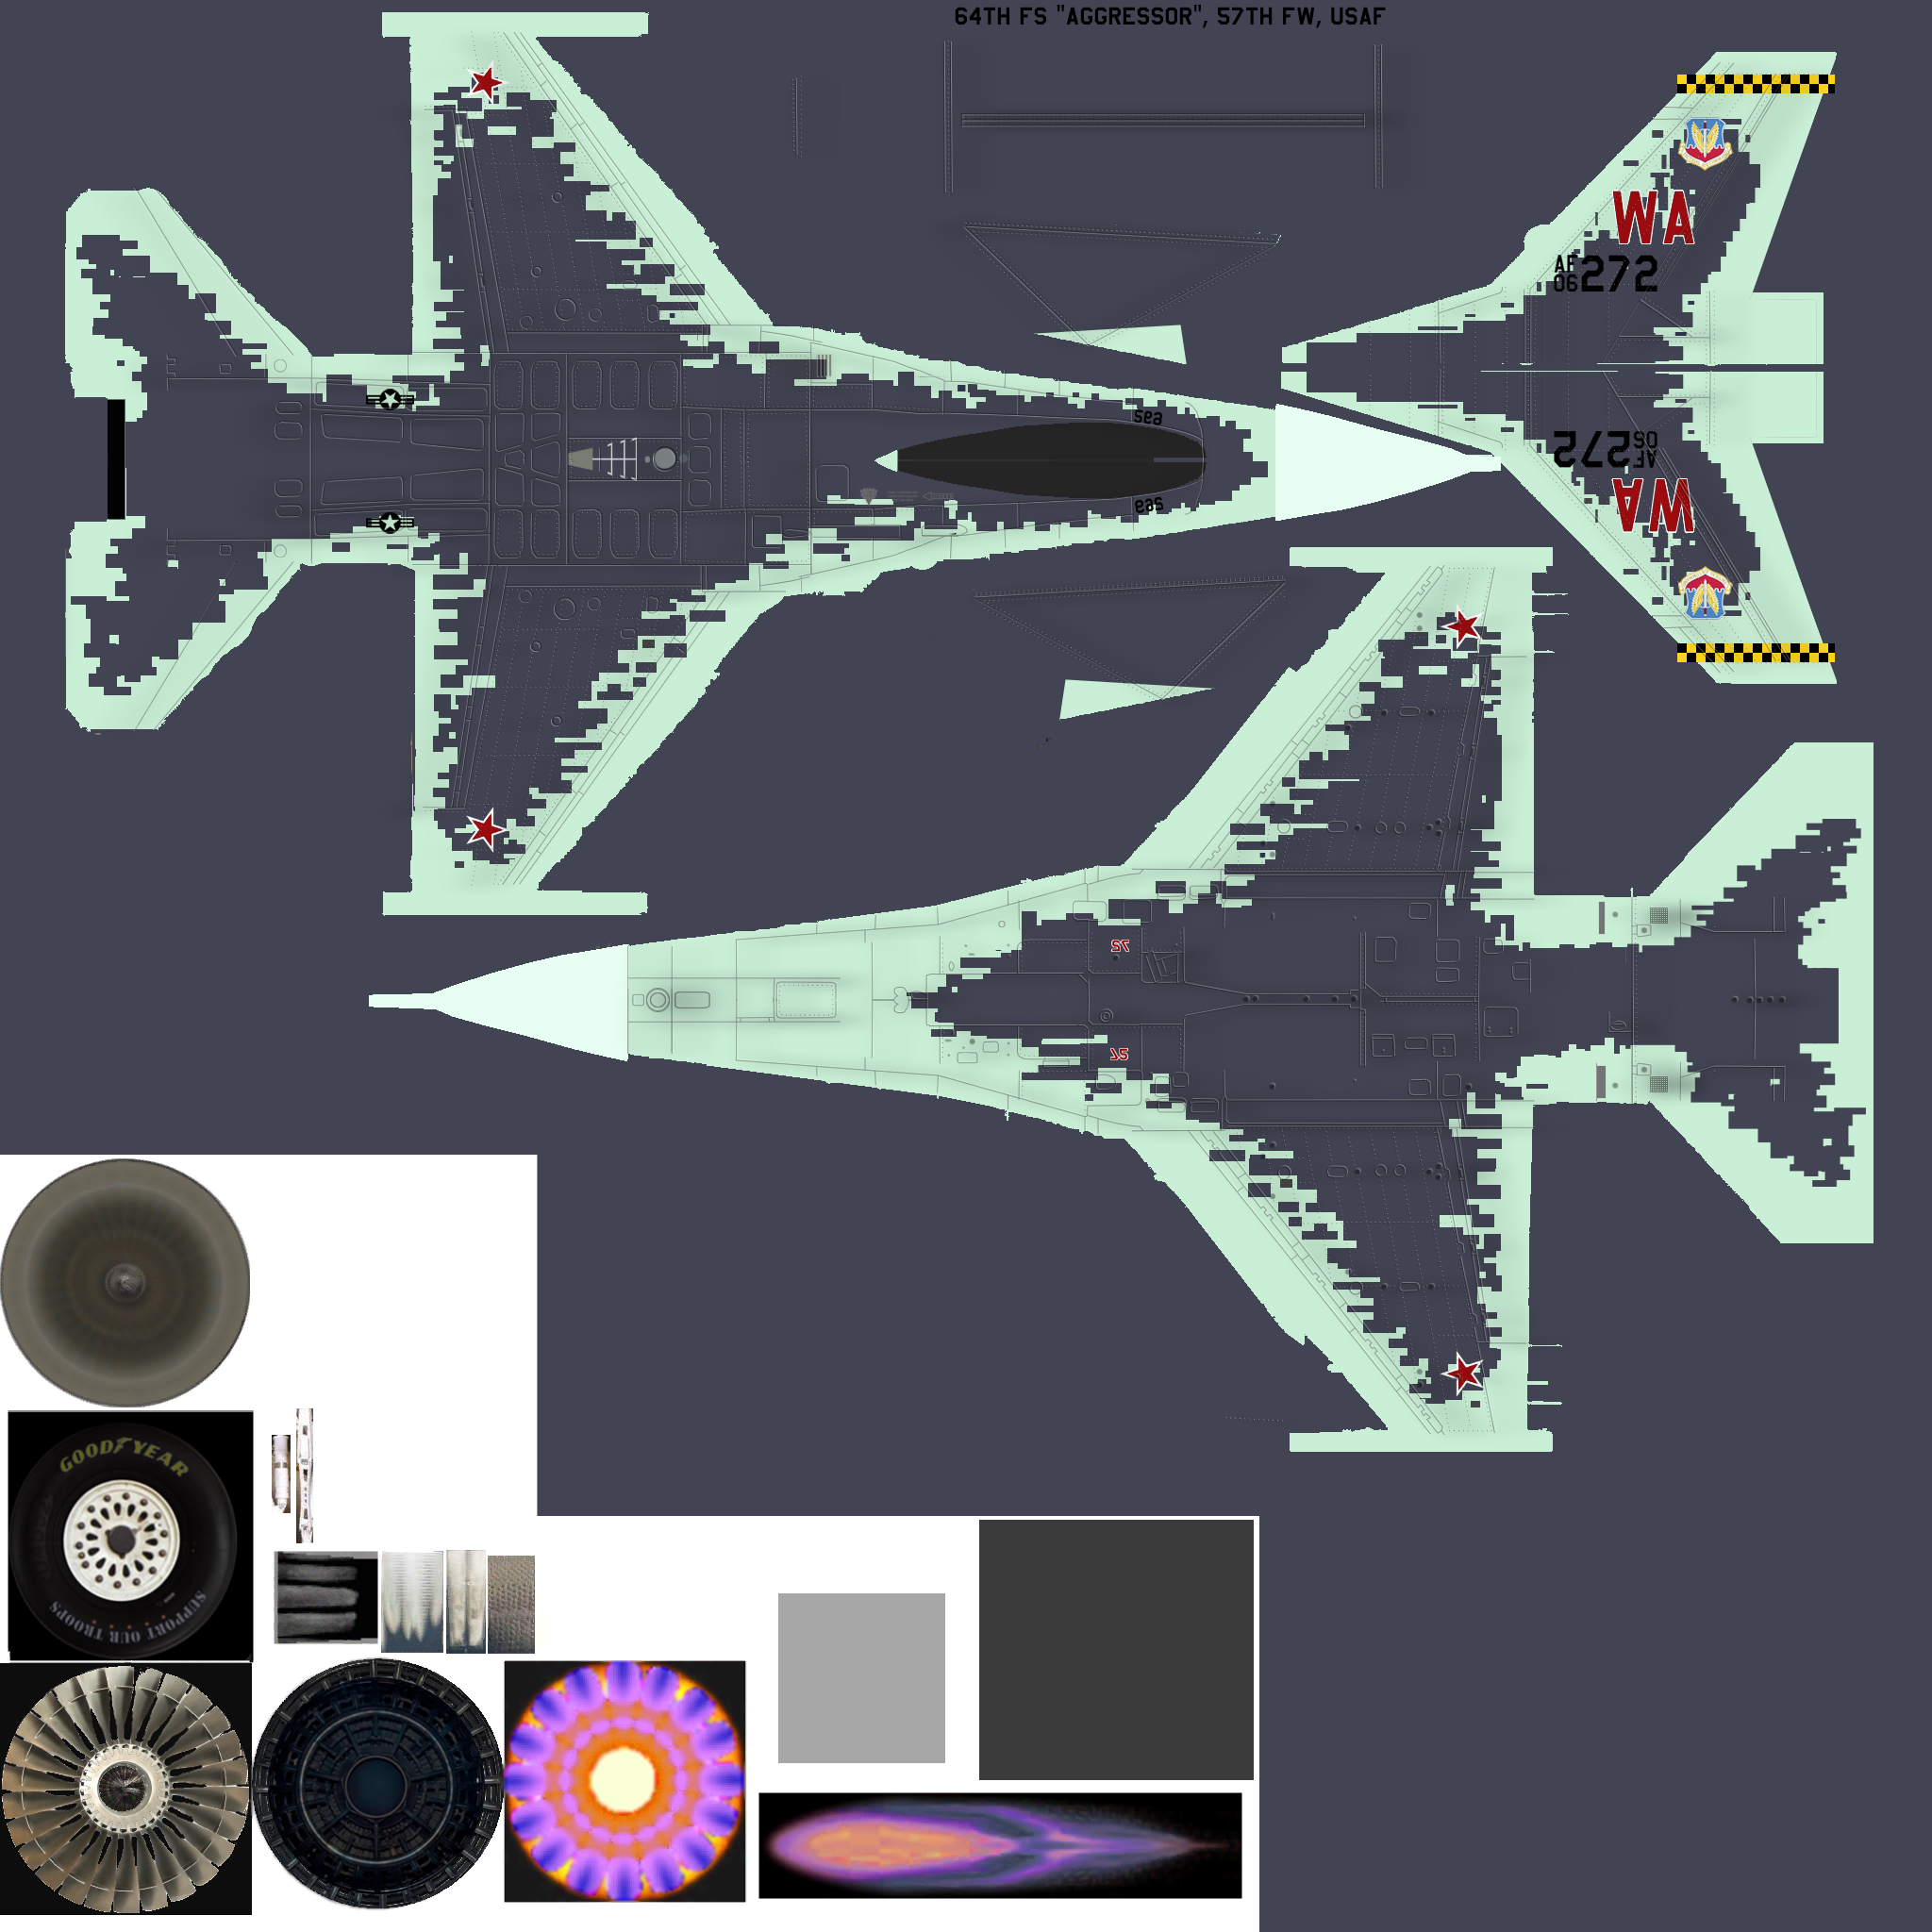 64TH FS "AGGRESSOR", 57TH FW, USAF
WA
AF
06 272
AF
06 272
WA
GOODYEAR
SUPPORT OUR TROOPS